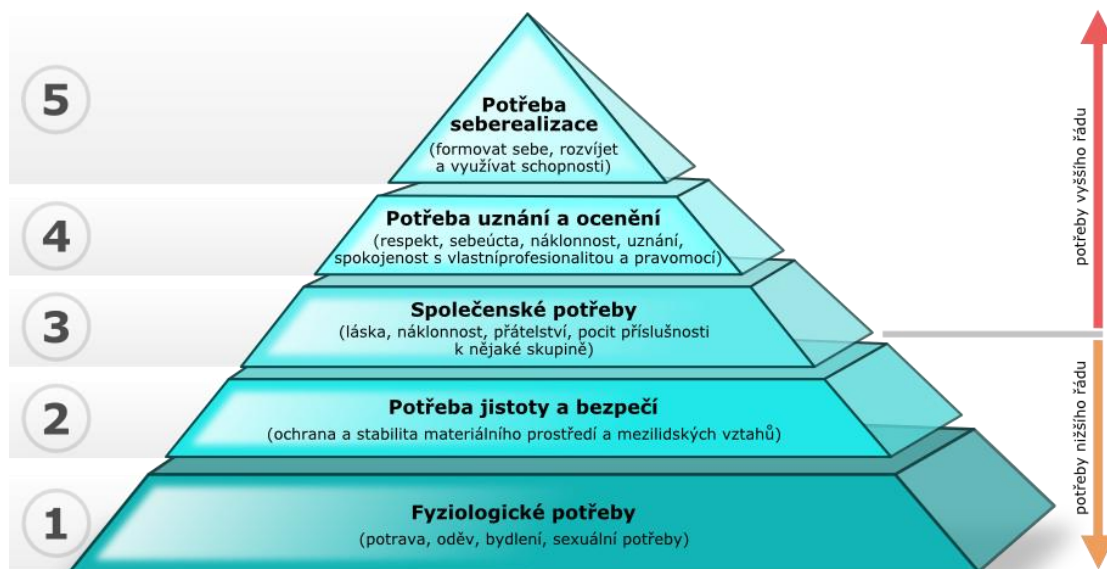 5
Potřeba
seberealizace
(formovat sebe, rozvíjet
a využívat schopnosti)
4
Potřeba uznání a ocenění
(respekt, sebeúcta, náklonnost, uznání,
spokojenost s vlastníprofesionalitou a pravomocí)
3
Společenské potřeby
(láska, náklonnost, přátelství, pocit příslušnosti
k nějaké skupině)
2
Potřeba jistoty a bezpečí
(ochrana a stabilita materiálního prostředí a mezilidských vztahů)
1
Fyziologické potřeby
(potrava, oděv, bydlení, sexuální potřeby)
potřeby vyššího řádu
potřeby nižšího řádu